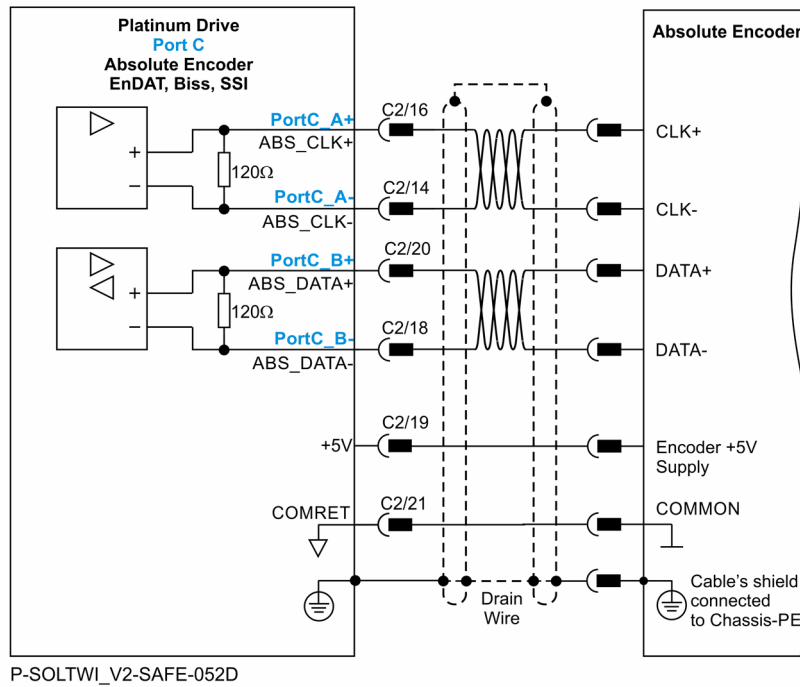 Platinum Drive
Port C
Absolute Encoder
EnDAT, Biss, SSI
Absolute Encoder
PortC_A+
C2/16
ABS_CLK+
CLK+
+
120Ω
−
PortC_A-
C2/14
ABS_CLK-
CLK-
PortC_B+
C2/20
ABS_DATA+
DATA+
+
120Ω
−
PortC_B-
C2/18
ABS_DATA-
DATA-
C2/19
+5V
Encoder +5V
Supply
C2/21
COMRET
COMMON
Drain
Wire
Cable's shield
connected
to Chassis-PE
P-SOLTWI_V2-SAFE-052D